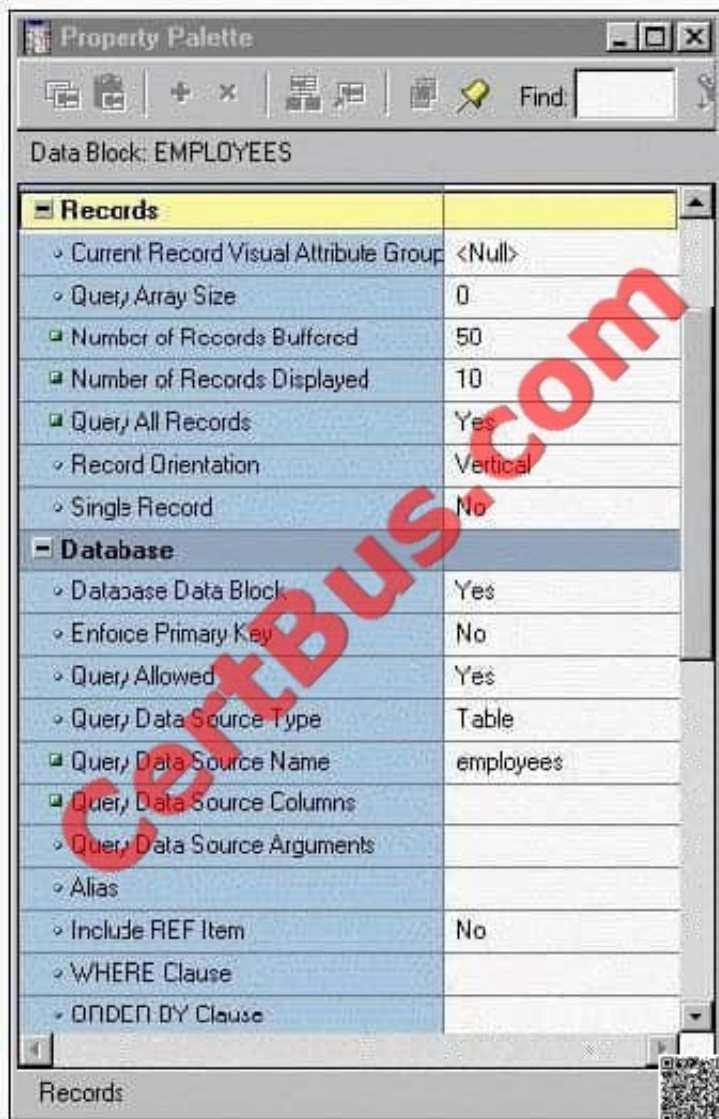 Property Palette
Find:
Data Block: EMPLOYEES
Records
Current Record Visual Attribute Group <Null>
Query Array Size 0
Number of Records Buffered 50
Number of Records Displayed 10
Query All Records Yes
Record Orientation Vertical
Single Record No
Database
Database Data Block Yes
Enforce Primary Key No
Query Allowed Yes
Query Data Source Type Table
Query Data Source Name employees
Query Data Source Columns
Query Data Source Arguments
Alias
Include REF Item No
WHERE Clause
ORDER BY Clause
Records
CertBus.com